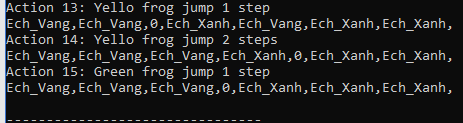 Action 13: Yello frog jump 1 step
Ech_Vang,Ech_Vang,0,Ech_Xanh,Ech_Vang,Ech_Xanh,Ech_Xanh,
Action 14: Yello frog jump 2 steps
Ech_Vang,Ech_Vang,Ech_Vang,Ech_Xanh,0,Ech_Xanh,Ech_Xanh,
Action 15: Green frog jump 1 step
Ech_Vang,Ech_Vang,Ech_Vang,0,Ech_Xanh,Ech_Xanh,Ech_Xanh,
--------------------------------